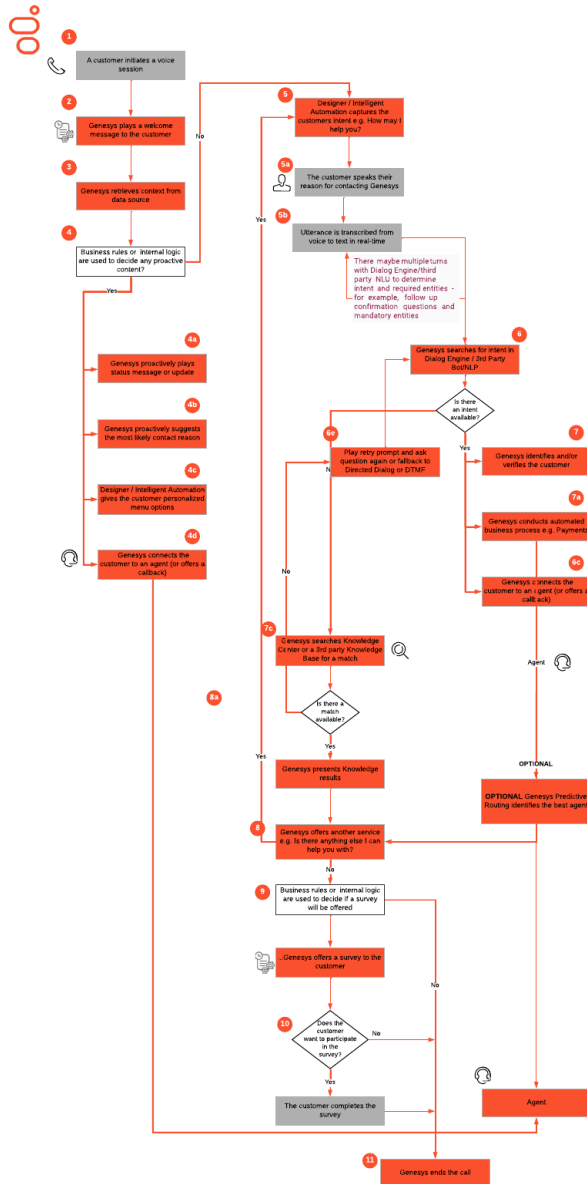 1
A customer initiates a voice
session
2
Genesys plays a welcome
message to the customer
3
Genesys retrieves context from
data source
4
Business rules or internal logic
are used to decide any proactive
content?
No
Yes
4a
Genesys proactively plays
status message or update
4b
Genesys proactively suggests
the most likely contact reason
4c
Designer / Intelligent Automation
gives the customer personalized
menu options
4d
Genesys connects the
customer to an agent (or offers a
callback)
5
Designer / Intelligent
Automation captures the
customers intent e.g. How may I
help you?
5a
The customer speaks their
reason for contacting Genesys
5b
Utterance is transcribed from
voice to text in real-time
Yes
There maybe multiple turns
with Dialog Engine/third
party NLU to determine
intent and required entities -
for example, follow up
confirmation questions and
mandatory entities
6
Genesys searches for intent in
Dialog Engine / 3rd Party
Bot/NLP
Is there
an intent
available?
Yes
6e
Play retry prompt and ask
question again or fallback to
Directed Dialog or DTMF
N
7
Genesys identifies and/or
verifies the customer
7a
Genesys conducts automated
business process e.g. Payments
6c
Genesys connects the
customer to an agent (or offers a
callback)
No
7c
Genesys searches Knowledge
Center or a 3rd party Knowledge
Base for a match
Agent
8a
Is there a
match
available?
Yes
Yes
Genesys presents Knowledge
results
OPTIONAL
OPTIONAL Genesys Predictive
Routing identifies the best agent
8
Genesys offers another service
e.g. Is there anything else I can
help you with?
No
9
Business rules or internal logic
are used to decide if a survey
will be offered
...Genesys offers a survey to the
customer
No
10
Does the
customer
want to participate
in the
survey?
No
Yes
The customer completes the
survey
Agent
11
Genesys ends the call